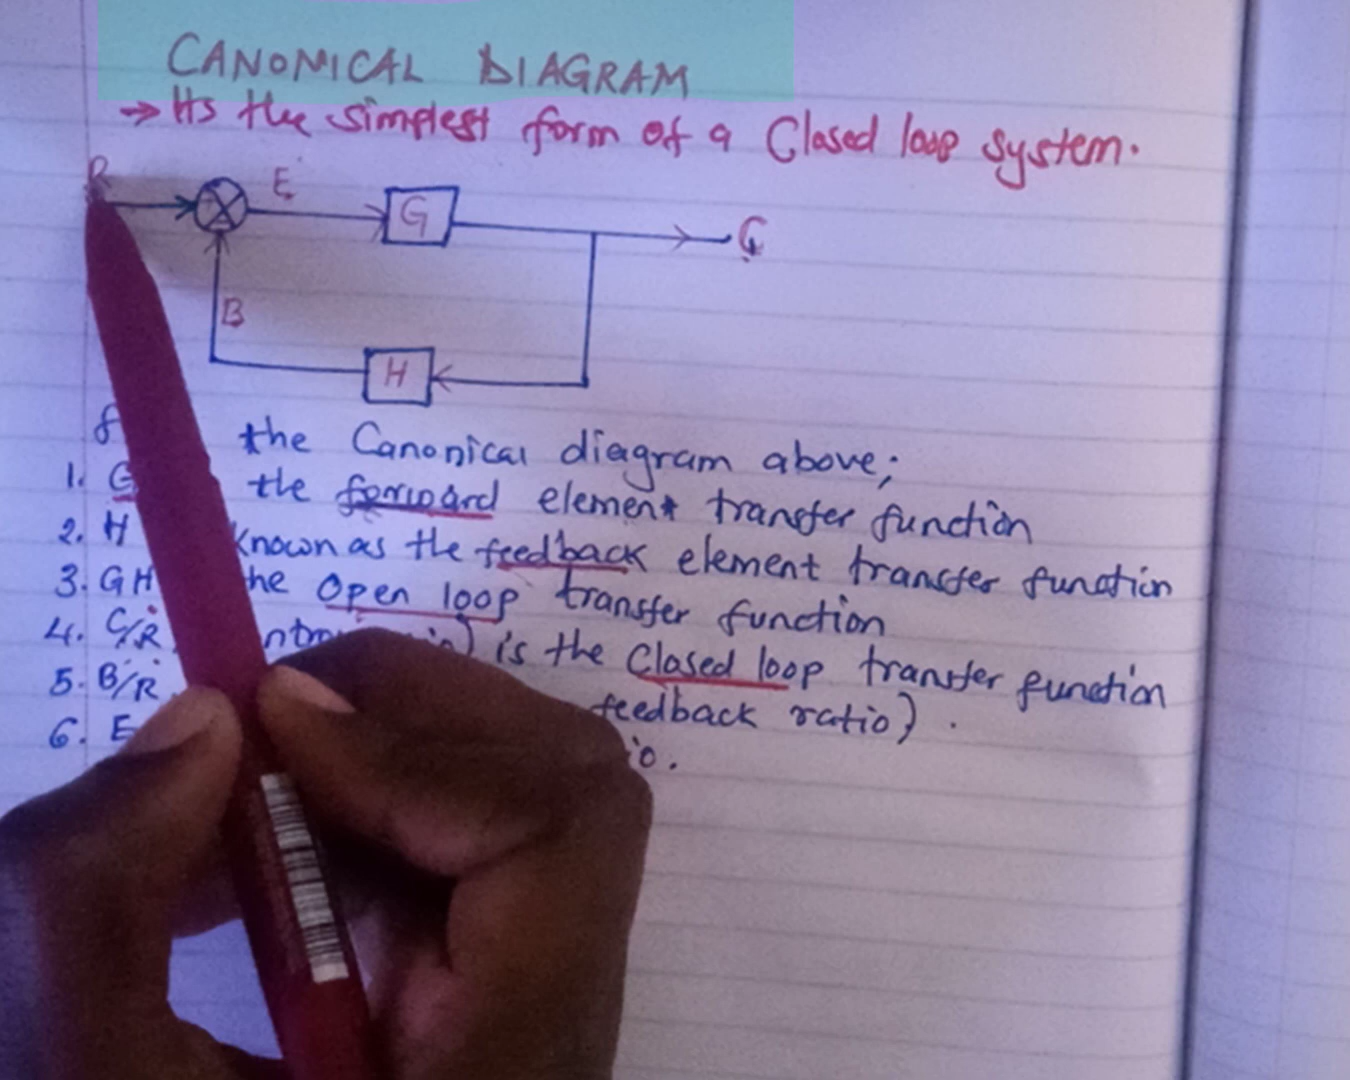 CANONICAL DIAGRAM
→ Its the simplest form of a Closed loop system.
R E G C
B
H
the Canonical diagram above;
1. G the forward element transfer function
2. H known as the feedback element transfer function
3. GH the Open loop transfer function
4. C/R is the Closed loop transfer function
5. B/R feedback ratio) .
6. E